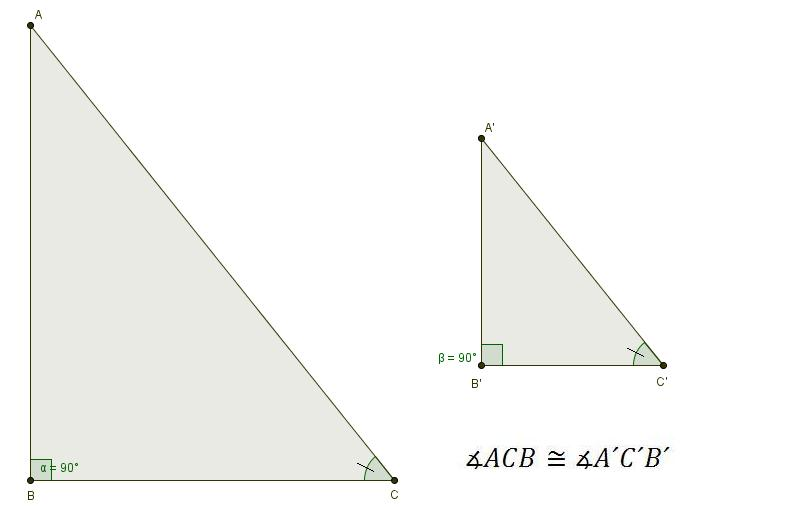 A
A'
β = 90°
B'
C'
∡ACB ≅ ∡A´C´B´
α = 90°
B
C